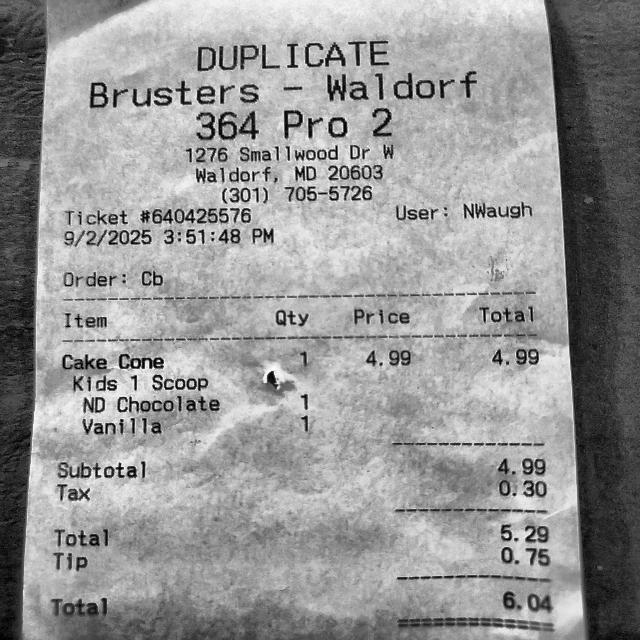 DUPLICATE
Brusters - Waldorf
364 Pro 2
1276 Smallwood Dr W
Waldorf, MD 20603
(301) 705-5726
Ticket #640425576 User: NWaugh
9/2/2025 3:51:48 PM
Order: Cb
Item Qty Price Total
Cake Cone 1 4.99 4.99
Kids 1 Scoop
ND Chocolate 1
Vanilla 1
Subtotal 4.99
Tax 0.30
Total 5.29
Tip 0.75
Total 6.04